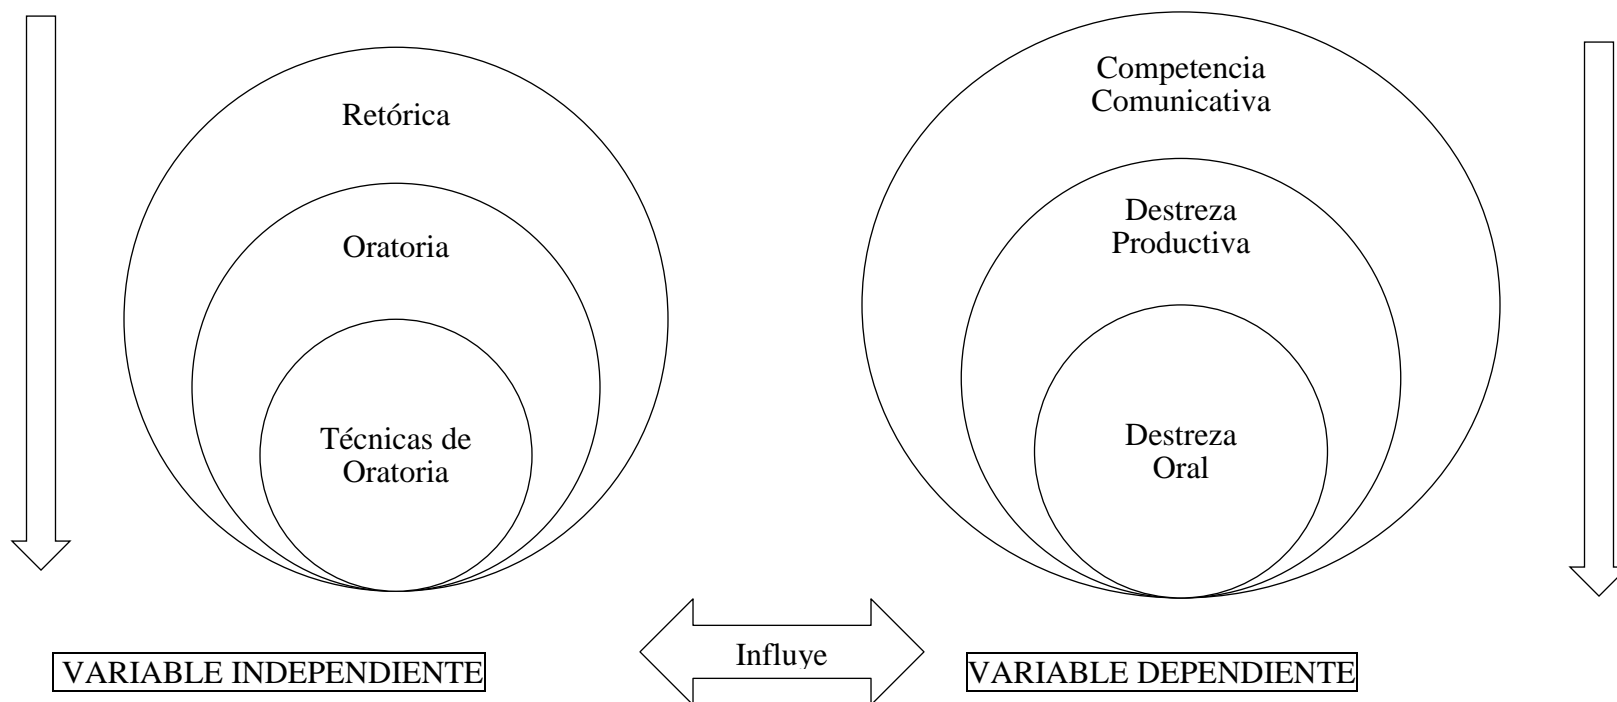 Retórica
Oratoria
Técnicas de
Oratoria
Competencia
Comunicativa
Destreza
Productiva
Destreza
Oral
VARIABLE INDEPENDIENTE
Influye
VARIABLE DEPENDIENTE